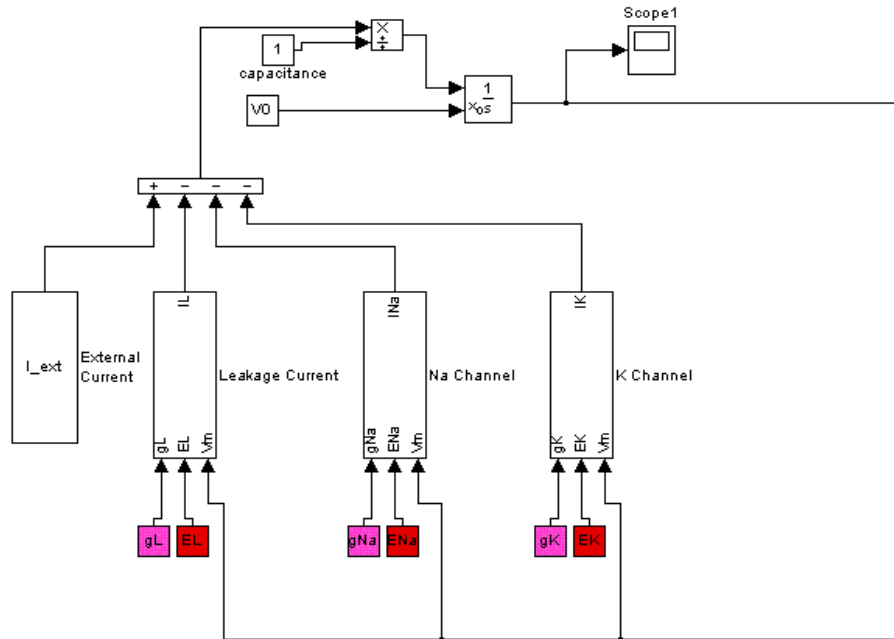 Scope1
×
÷
1
capacitance
1
x₀ s
V0
+ − − −
I_ext
External
Current
IL
gL EL Vm
Leakage Current
INa
gNa ENa Vm
Na Channel
IK
gK EK Vm
K Channel
gL EL gNa ENa gK EK